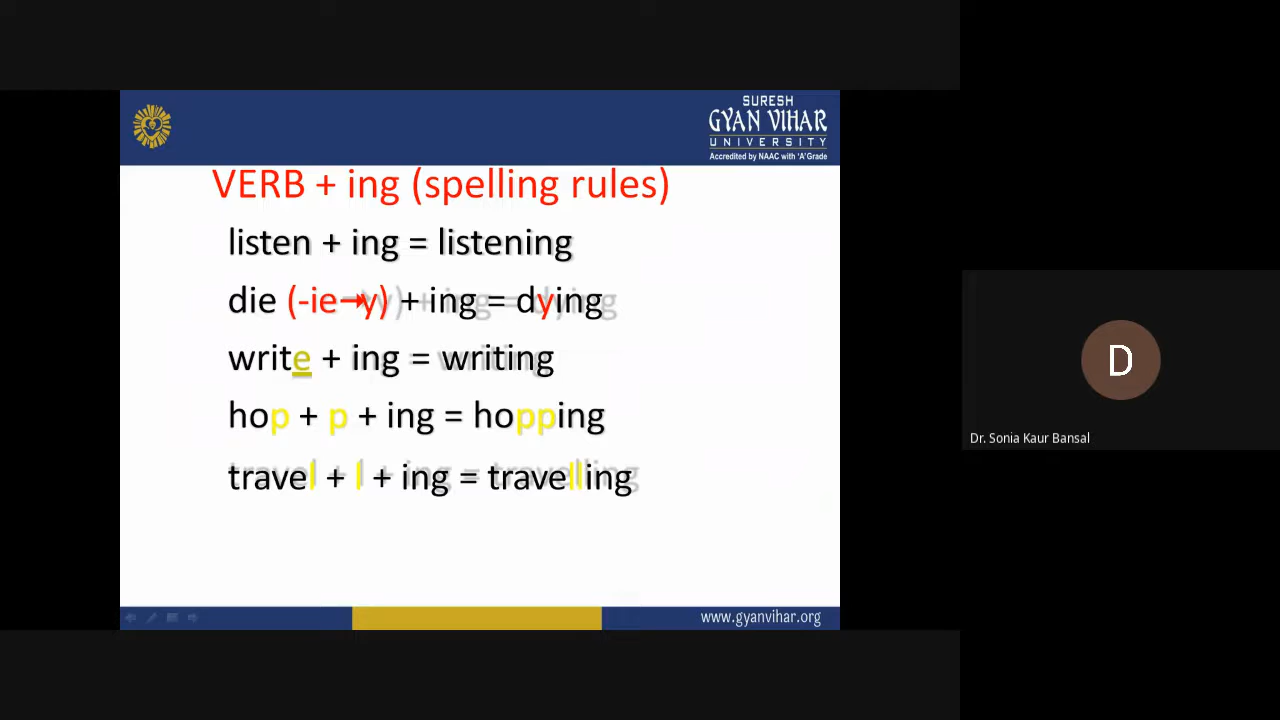 SURESH
GYAN VIHAR
UNIVERSITY
Accredited by NAAC with 'A' Grade
VERB + ing (spelling rules)
listen + ing = listening
die (-ie→y) + ing = dying
write + ing = writing
hop + p + ing = hopping
travel + l + ing = travelling
www.gyanvihar.org
D
Dr. Sonia Kaur Bansal